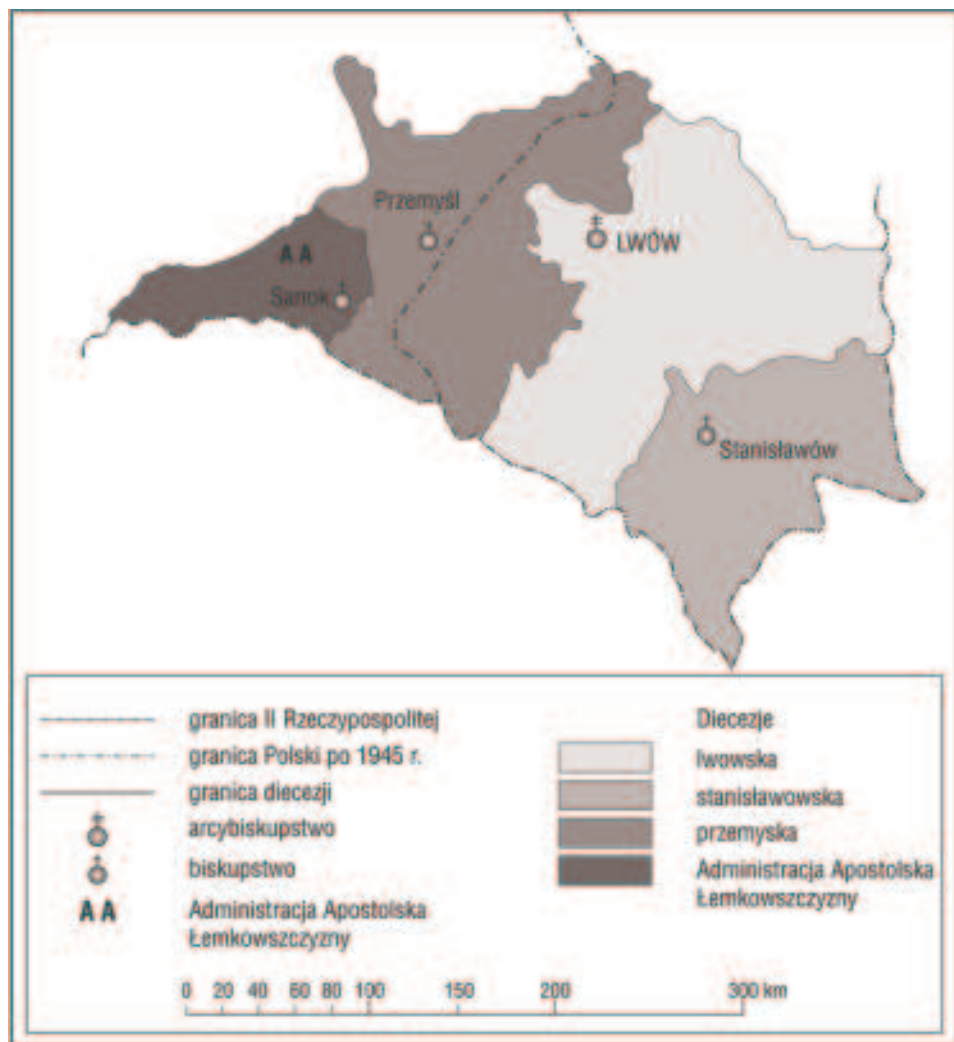 Przemyśl
A A
LWÓW
Sanok
Stanisławów
granica II Rzeczypospolitej
granica Polski po 1945 r.
granica diecezji
arcybiskupstwo
biskupstwo
A A
Administracja Apostolska
Łemkowszczyzny
Diecezje
lwowska
stanisławowska
przemyska
Administracja Apostolska
Łemkowszczyzny
0 20 40 60 80 100 150 200 300 km